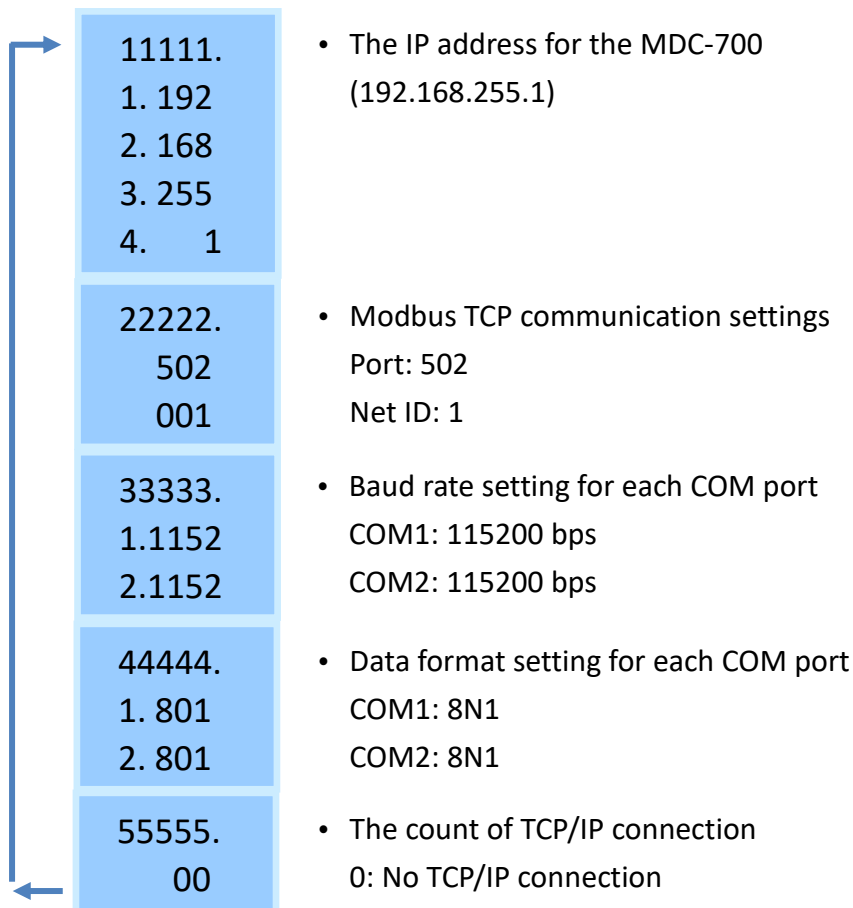 11111.
1. 192
2. 168
3. 255
4. 1
• The IP address for the MDC-700
(192.168.255.1)
22222.
502
001
• Modbus TCP communication settings
Port: 502
Net ID: 1
33333.
1.1152
2.1152
• Baud rate setting for each COM port
COM1: 115200 bps
COM2: 115200 bps
44444.
1. 801
2. 801
• Data format setting for each COM port
COM1: 8N1
COM2: 8N1
55555.
00
• The count of TCP/IP connection
0: No TCP/IP connection